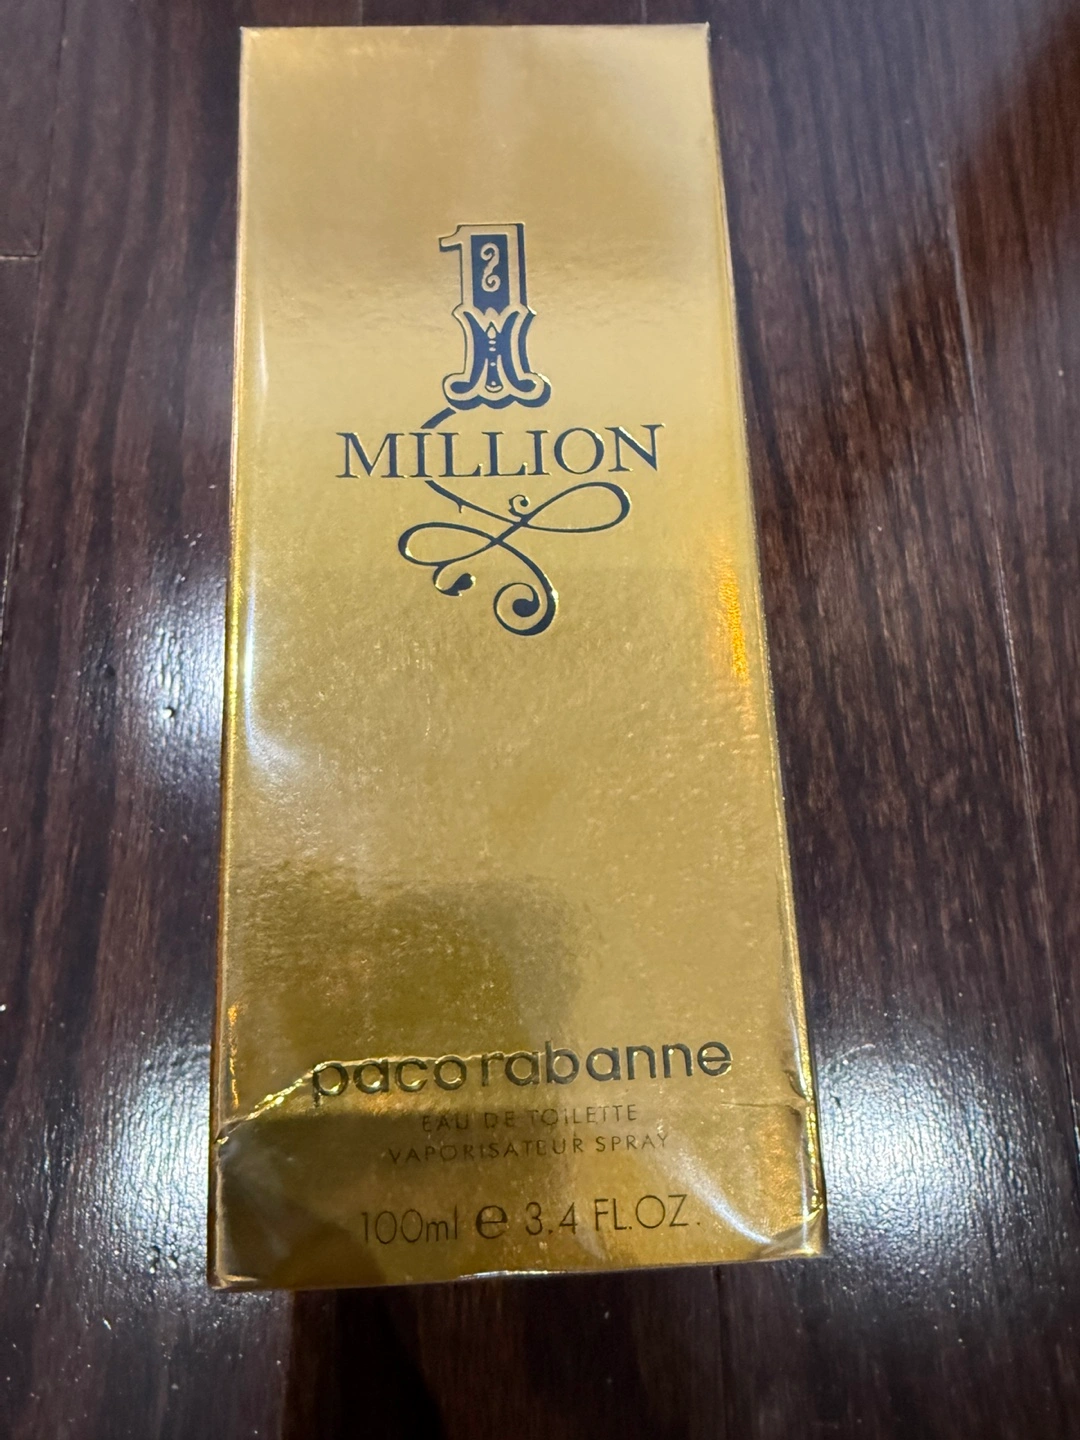 1
MILLION
pacorabanne
EAU DE TOILETTE
VAPORISATEUR SPRAY
100ml e 3.4 FL.OZ.